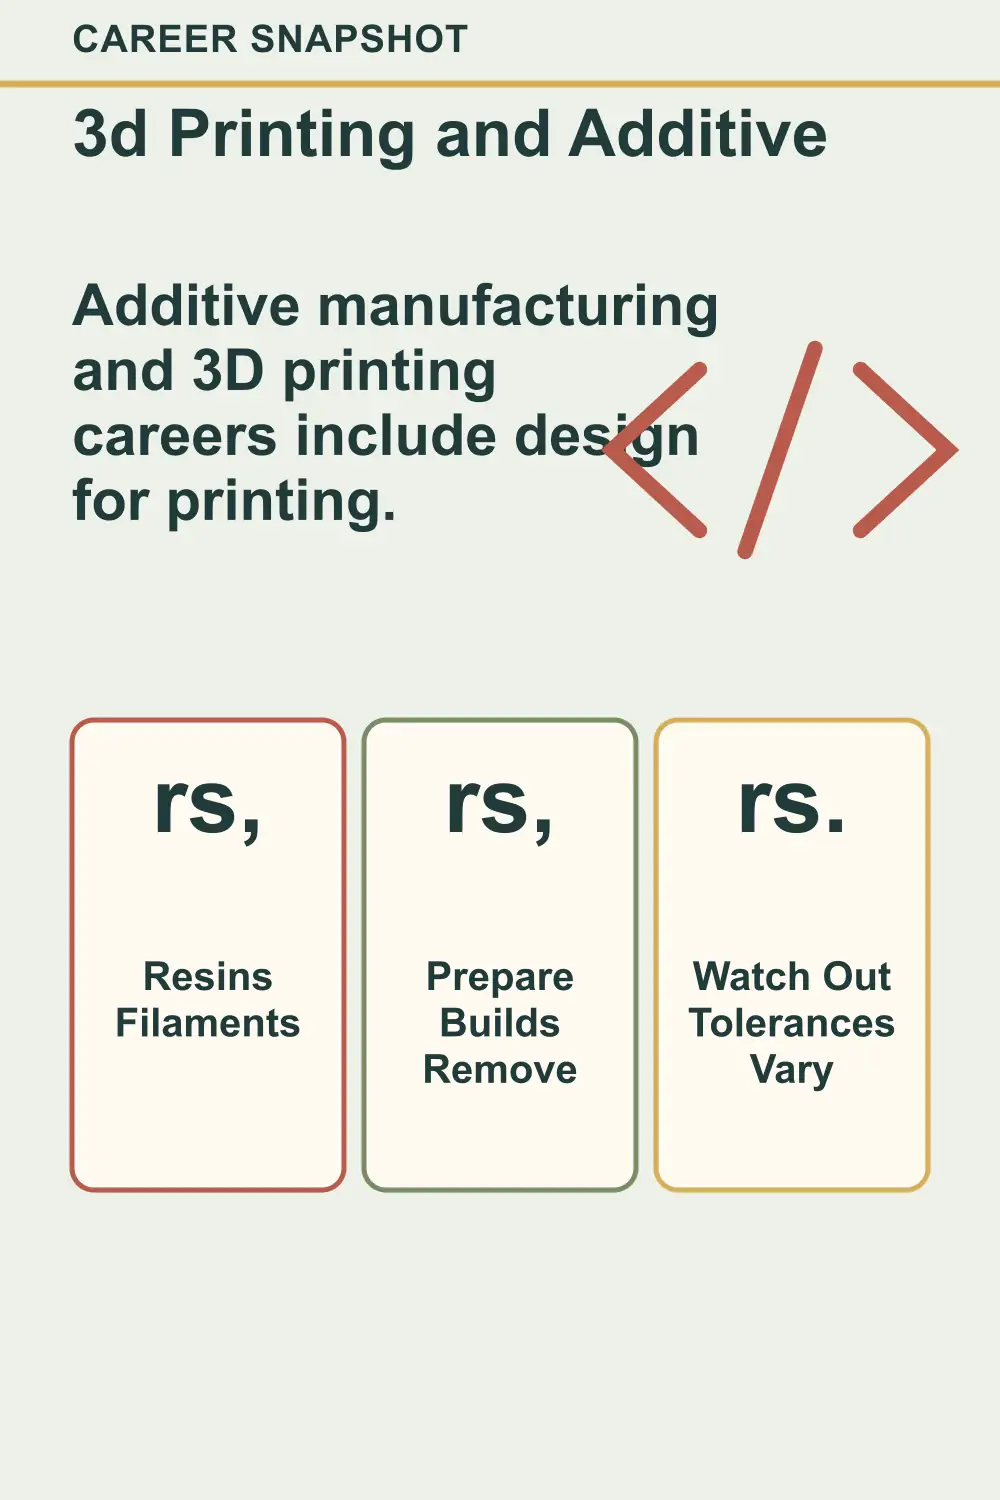 CAREER SNAPSHOT
3d Printing and Additive
Additive manufacturing
and 3D printing
careers include design
for printing.
rs,
Resins
Filaments
rs,
Prepare
Builds
Remove
rs.
Watch Out
Tolerances
Vary